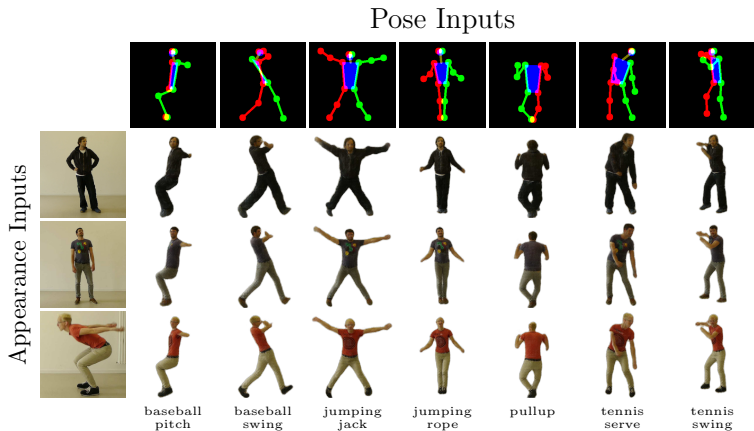 Pose Inputs
Appearance Inputs
baseball
pitch
baseball
swing
jumping
jack
jumping
rope
pullup
tennis
serve
tennis
swing